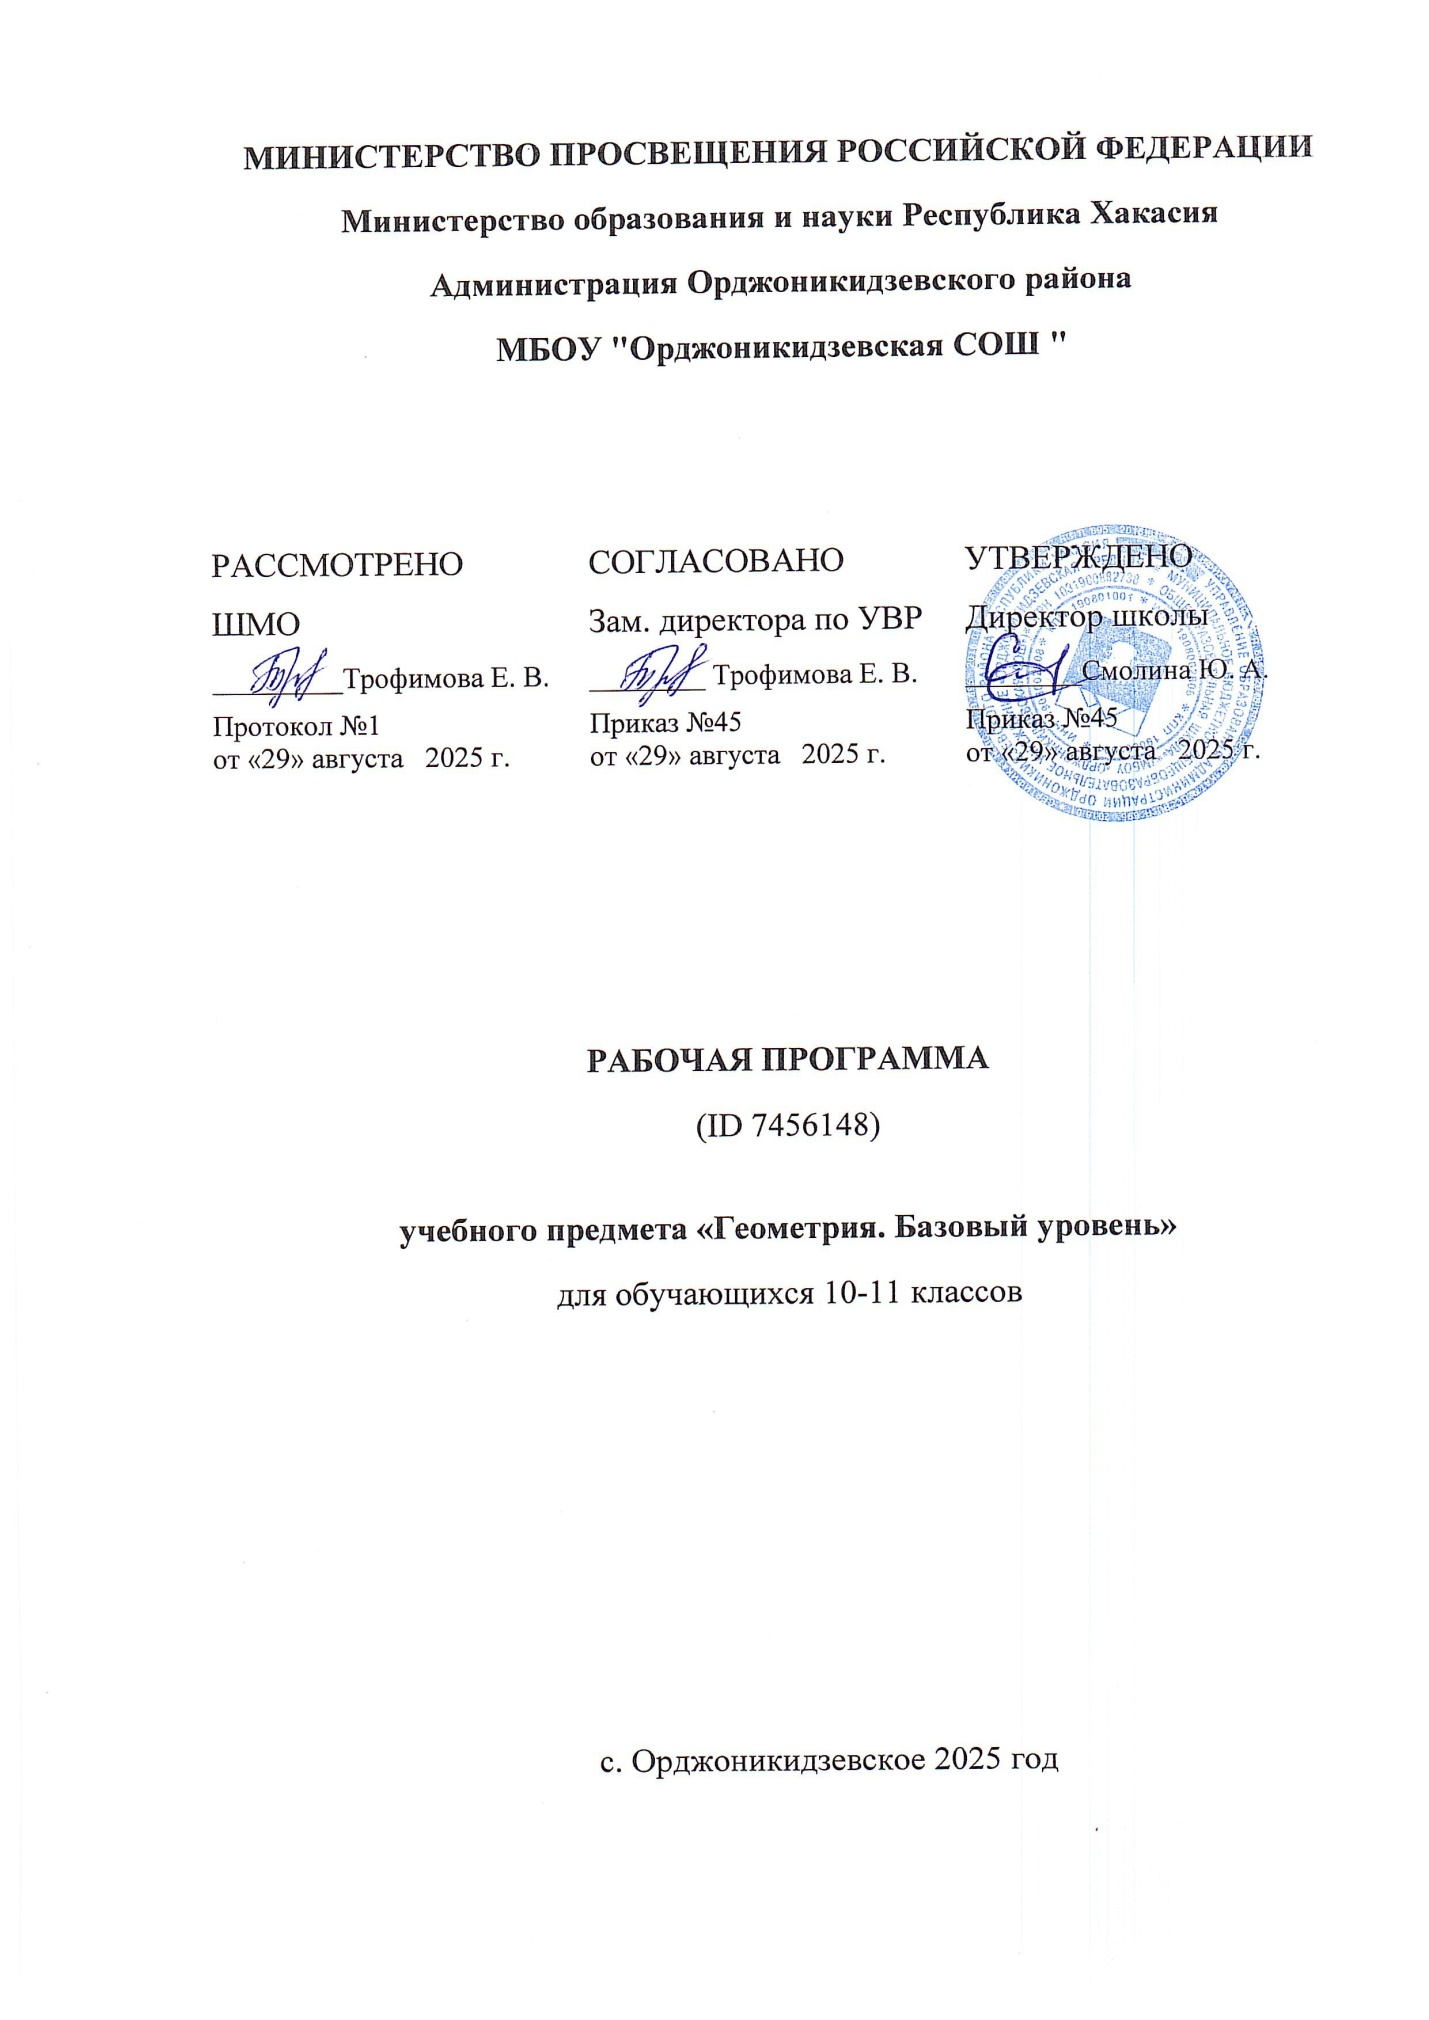 МИНИСТЕРСТВО ПРОСВЕЩЕНИЯ РОССИЙСКОЙ ФЕДЕРАЦИИ
Министерство образования и науки Республика Хакасия
Администрация Орджоникидзевского района
МБОУ "Орджоникидзевская СОШ "
РАССМОТРЕНО
ШМО
_________Трофимова Е. В.
Протокол №1
от «29» августа 2025 г.
СОГЛАСОВАНО
Зам. директора по УВР
________ Трофимова Е. В.
Приказ №45
от «29» августа 2025 г.
УТВЕРЖДЕНО
Директор школы
________Смолина Ю. А.
Приказ №45
от «29» августа 2025 г.
РАБОЧАЯ ПРОГРАММА
(ID 7456148)
учебного предмета «Геометрия. Базовый уровень»
для обучающихся 10-11 классов
с. Орджоникидзевское 2025 год